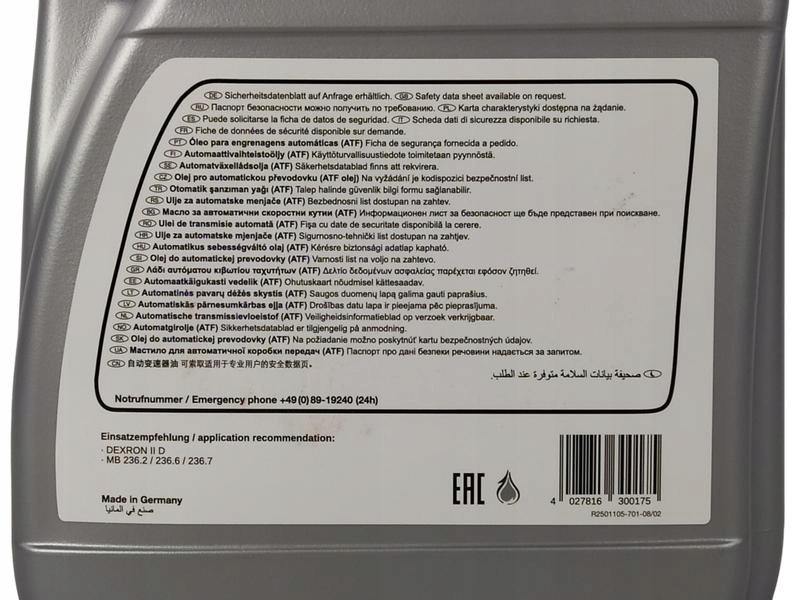 DE Sicherheitsdatenblatt auf Anfrage erhältlich. GB Safety data sheet available on request.
RU Паспорт безопасности можно получить по требованию. PL Karta charakterystyki dostępna na żądanie.
ES Puede solicitarse la ficha de datos de seguridad. IT Scheda dati di sicurezza disponibile su richiesta.
FR Fiche de données de sécurité disponible sur demande.
PT Óleo para engrenagens automáticas (ATF) Ficha de segurança fornecida a pedido.
FI Automaattivaihteistoöljy (ATF) Käyttöturvallisuustiedote toimitetaan pyynnöstä.
SE Automatväxellådsolja (ATF) Säkerhetsdatablad finns att rekvirera.
CZ Olej pro automatickou převodovku (ATF olej) Na vyžádání je kodispozici bezpečnostní list.
TR Otomatik şanzıman yağı (ATF) Talep halinde güvenlik bilgi formu sağlanabilir.
RS Ulje za automatske menjače (ATF) Bezbednosni list dostupan na zahtev.
BG Масло за автоматични скоростни кутии (ATF) Информационен лист за безопасност ще бъде представен при поискване.
RO Ulei de transmisie automată (ATF) Fişa cu date de securitate disponibilă la cerere.
HR Ulje za automatske mjenjače (ATF) Sigurnosno-tehnički list dostupan na zahtjev.
HU Automatikus sebességváltó olaj (ATF) Kérésre biztonsági adatlap kapható.
SI Olej do automatickej prevodovky (ATF) Varnosti list na voljo na zahtevo.
GR Λάδι αυτόματου κιβωτίου ταχυτήτων (ATF) Δελτίο δεδομένων ασφαλείας παρέχεται εφόσον ζητηθεί.
EE Automaatkäigukasti vedelik (ATF) Ohutuskaart nõudmisel kättesaadav.
LT Automatinės pavarų dėžės skystis (ATF) Saugos duomenų lapą galima gauti paprašius.
LV Automatiskās pārnesumkārbas eļļa (ATF) Drošības datu lapa ir pieejama pēc pieprasījuma.
NL Automatische transmissievloeistof (ATF) Veiligheidsinformatieblad op verzoek verkrijgbaar.
NO Automatgirolje (ATF) Sikkerhetsdatablad er tilgjengelig på anmodning.
SK Olej do automatickej prevodovky (ATF) Na požiadanie možno poskytnúť kartu bezpečnostných údajov.
UA Мастило для автоматичної коробки передач (ATF) Паспорт про дані безпеки речовини надається за запитом.
CN 自动变速器油 可索取适用于专业用户的安全数据页。
صحيفة بيانات السلامة متوفرة عند الطلب.
Notrufnummer / Emergency phone +49(0)89-19240 (24h)
Einsatzempfehlung / application recommendation:
· DEXRON II D
· MB 236.2 / 236.6 / 236.7
Made in Germany
صنع في المانيا
EAC
4 027816 300175
R2501105-701-08/02